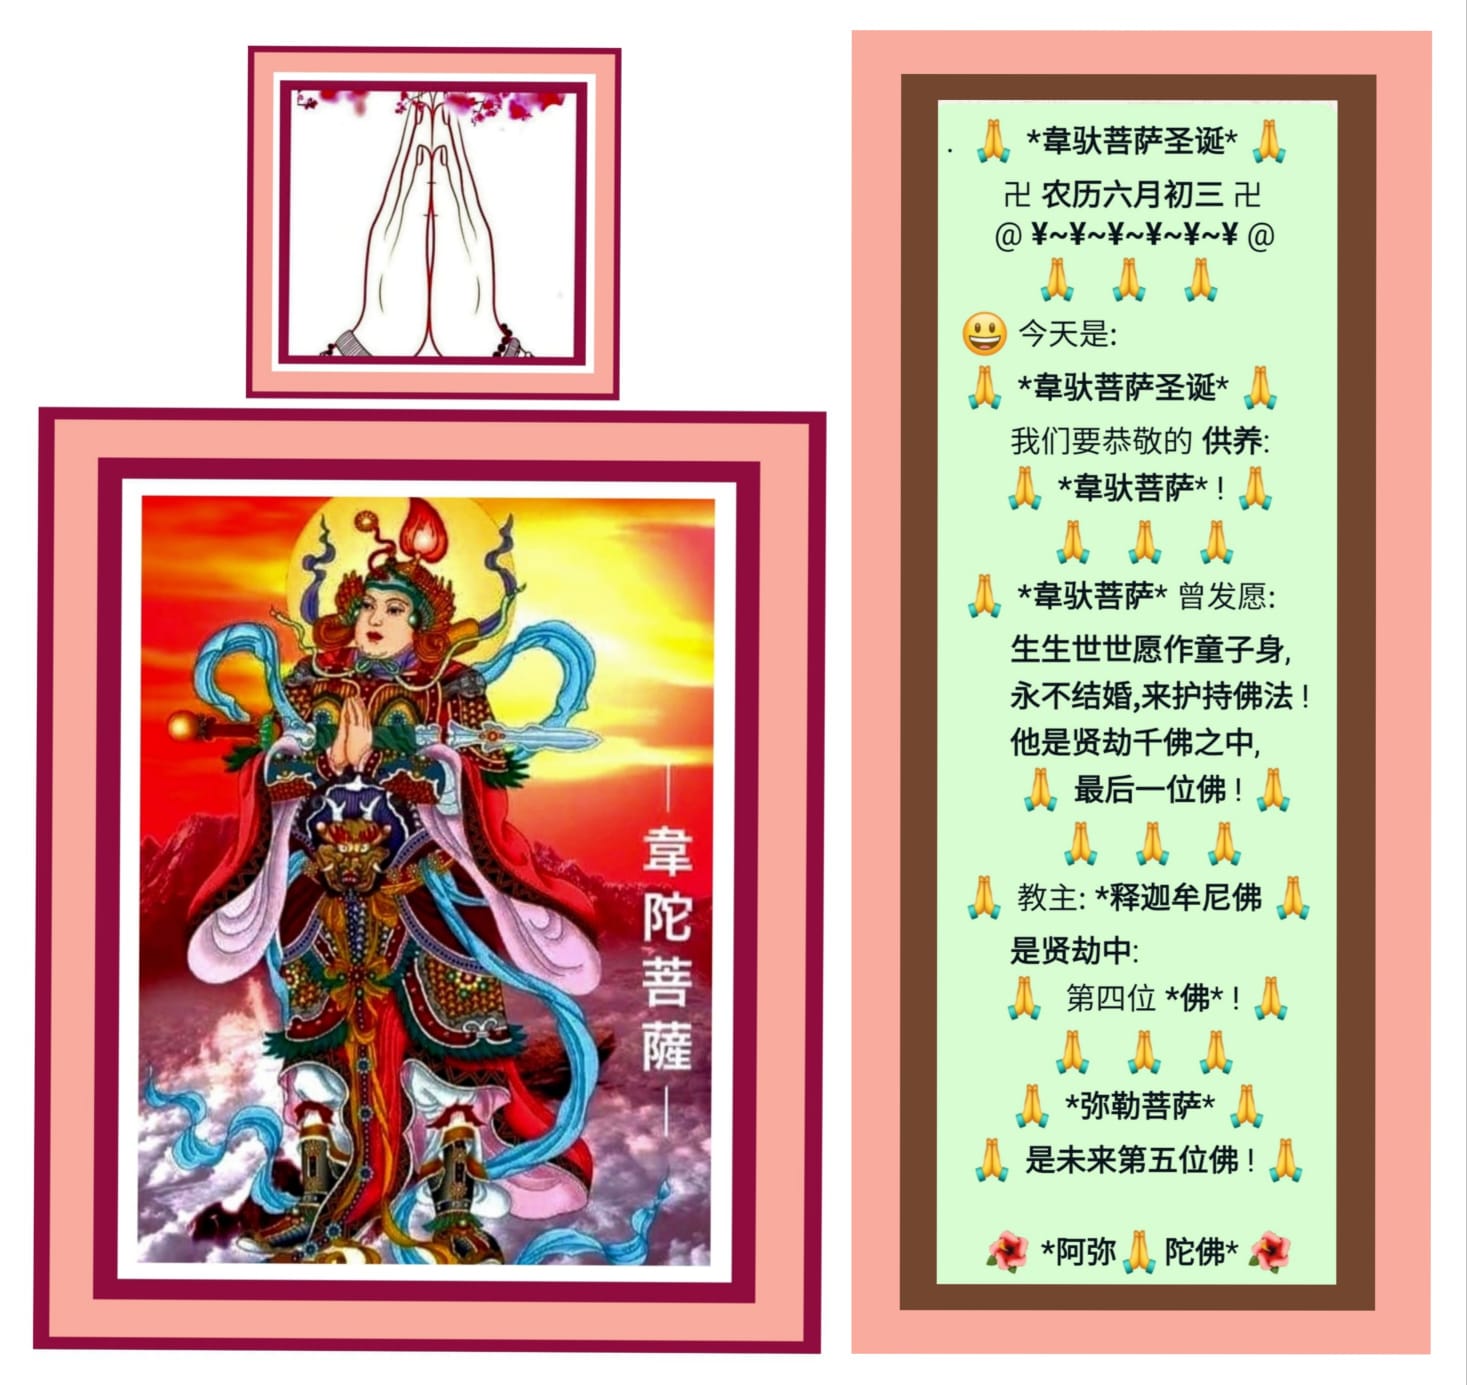 韋陀菩薩
. 🙏 *韋驮菩萨圣诞* 🙏
卍 农历六月初三 卍
@ ¥~¥~¥~¥~¥~¥ @
🙏 🙏 🙏
😃 今天是:
🙏 *韋驮菩萨圣诞* 🙏
我们要恭敬的 供养:
🙏 *韋驮菩萨* ! 🙏
🙏 🙏 🙏
🙏 *韋驮菩萨* 曾发愿:
生生世世愿作童子身,
永不结婚,来护持佛法 !
他是贤劫千佛之中,
🙏 最后一位佛 ! 🙏
🙏 🙏 🙏
🙏 教主: *释迦牟尼佛 🙏
是贤劫中:
🙏 第四位 *佛* ! 🙏
🙏 🙏 🙏
🙏 *弥勒菩萨* 🙏
🙏 是未来第五位佛 ! 🙏
🌺 *阿弥🙏陀佛* 🌺